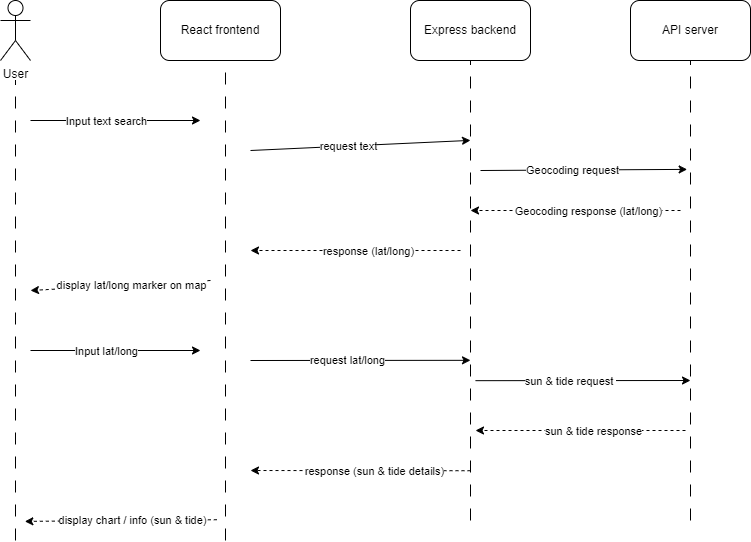 React frontend
Express backend
API server
User
Input text search
request text
Geocoding request
Geocoding response (lat/long)
response (lat/long)
display lat/long marker on map
Input lat/long
request lat/long
sun & tide request
sun & tide response
response (sun & tide details)
display chart / info (sun & tide)